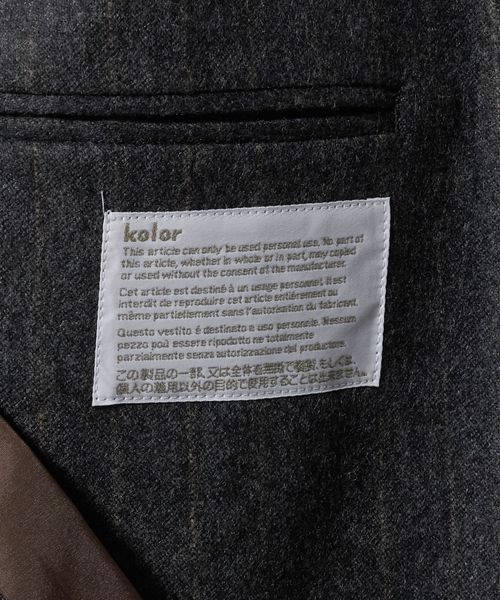 kolor
This article can only be used personal use. No part of
this article, whether in whole or in part, may copied
or used without the consent of the manufacturer.
Cet article est destiné à un usage personnel. Il est
interdit de reproduire cet article entièrement ou
même partiellement sans l'autorisation du fabricant.
Questo vestito é destinato a uso personale. Nessun
pezzo puó essere ripodotto ne totalmente
parzialmente senza autorizzazione del produttore.
この製品の一部、又は全体を無断で複製、もしくは、
個人の着用以外の目的で使用することは出来ません。